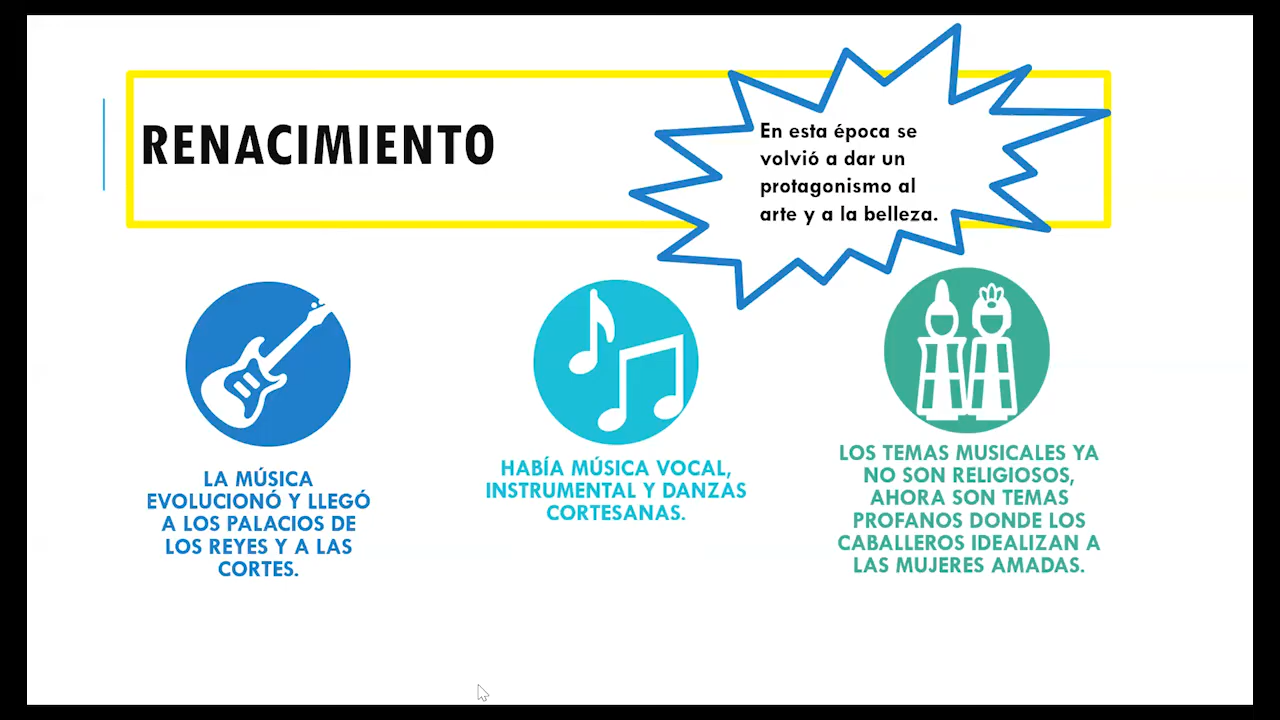 RENACIMIENTO
En esta época se
volvió a dar un
protagonismo al
arte y a la belleza.
LA MÚSICA
EVOLUCIONÓ Y LLEGÓ
A LOS PALACIOS DE
LOS REYES Y A LAS
CORTES.
HABÍA MÚSICA VOCAL,
INSTRUMENTAL Y DANZAS
CORTESANAS.
LOS TEMAS MUSICALES YA
NO SON RELIGIOSOS,
AHORA SON TEMAS
PROFANOS DONDE LOS
CABALLEROS IDEALIZAN A
LAS MUJERES AMADAS.